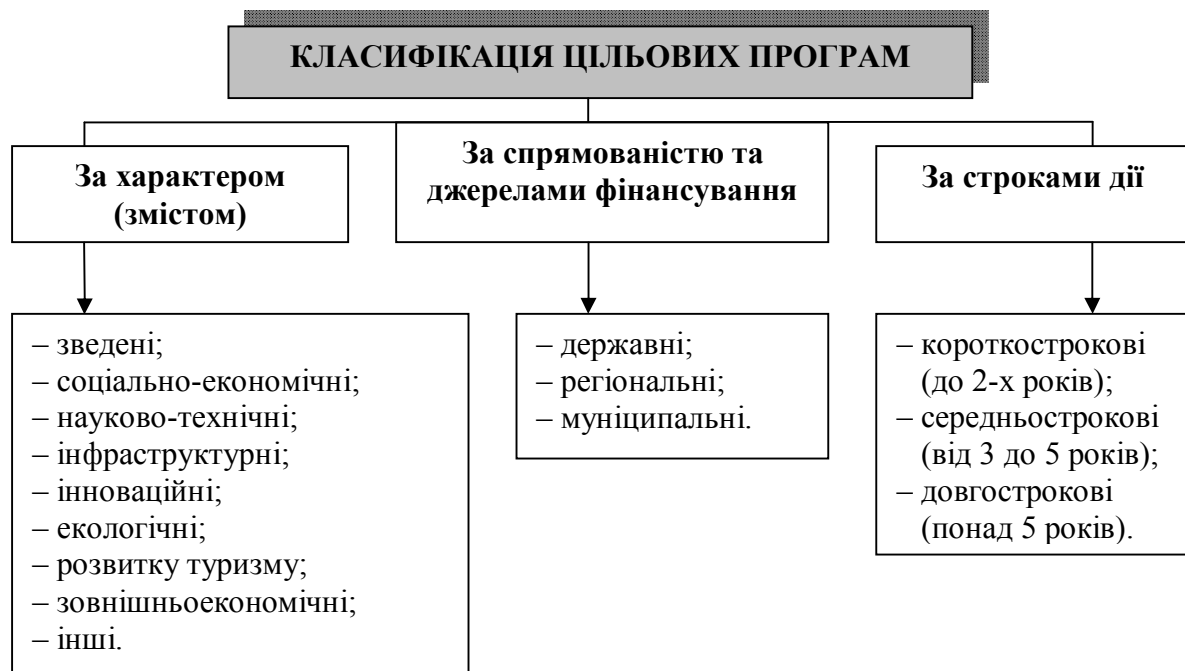 КЛАСИФІКАЦІЯ ЦІЛЬОВИХ ПРОГРАМ
За характером
(змістом)
За спрямованістю та
джерелами фінансування
За строками дії
– зведені;
– соціально-економічні;
– науково-технічні;
– інфраструктурні;
– інноваційні;
– екологічні;
– розвитку туризму;
– зовнішньоекономічні;
– інші.
– державні;
– регіональні;
– муніципальні.
– короткострокові
(до 2-х років);
– середньострокові
(від 3 до 5 років);
– довгострокові
(понад 5 років).